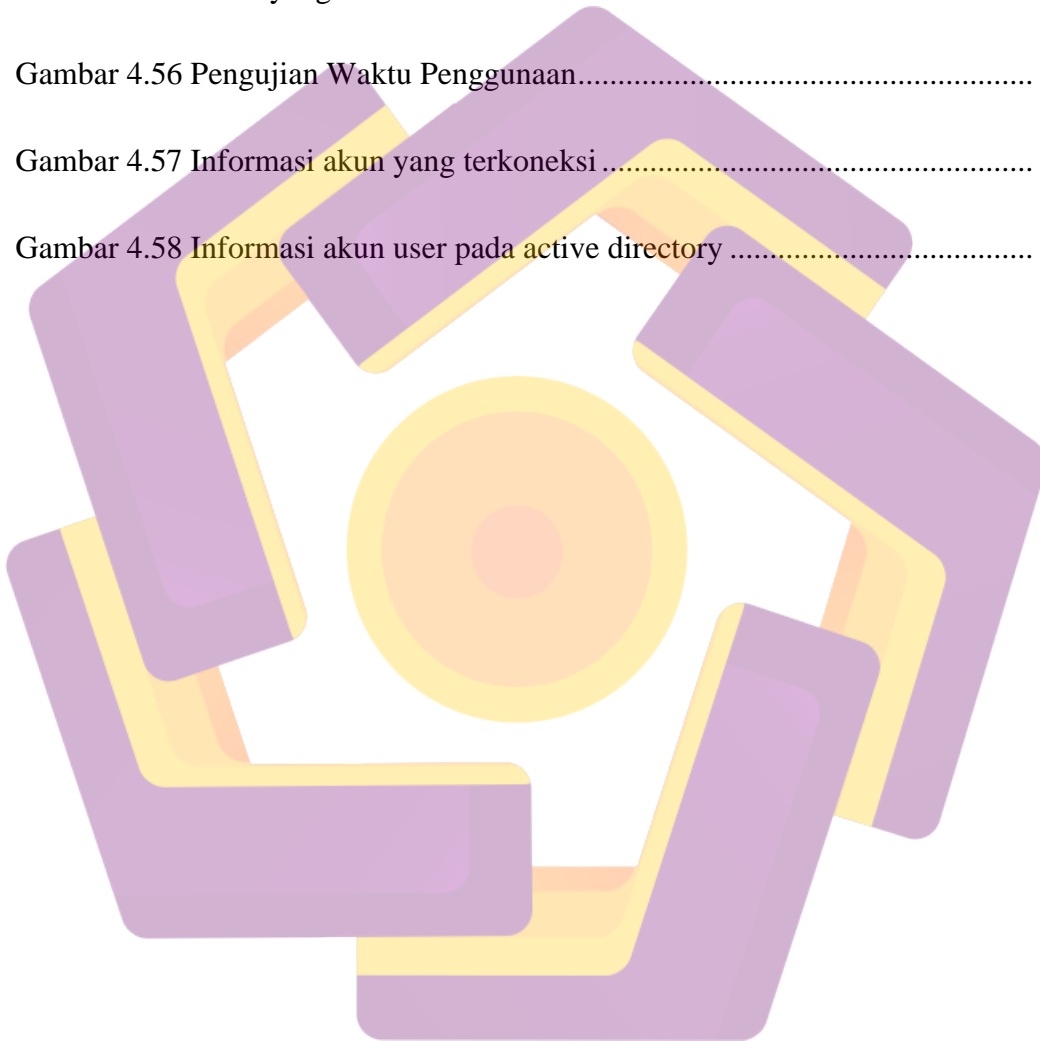 Gambar 4.56 Pengujian Waktu Penggunaan.........................................................
Gambar 4.57 Informasi akun yang terkoneksi.....................................................
Gambar 4.58 Informasi akun user pada active directory .....................................